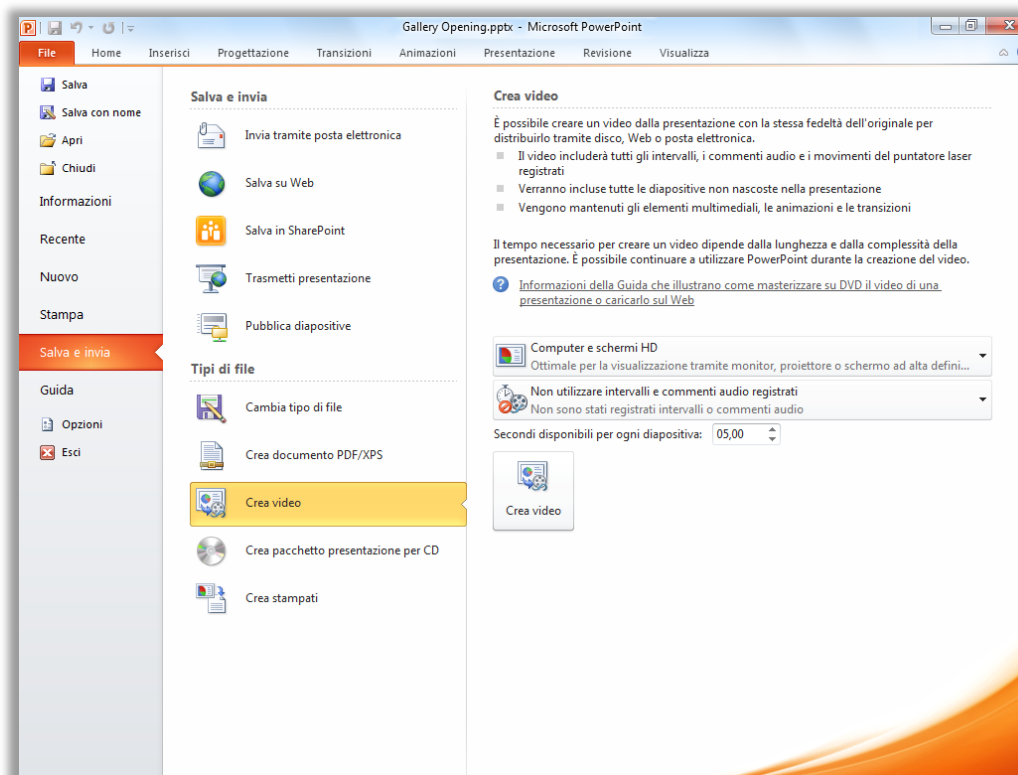 Gallery Opening.pptx - Microsoft PowerPoint
File Home Inserisci Progettazione Transizioni Animazioni Presentazione Revisione Visualizza
Salva
Salva con nome
Apri
Chiudi
Informazioni
Recente
Nuovo
Stampa
Salva e invia
Guida
Opzioni
Esci
Salva e invia
Invia tramite posta elettronica
Salva su Web
Salva in SharePoint
Trasmetti presentazione
Pubblica diapositive
Tipi di file
Cambia tipo di file
Crea documento PDF/XPS
Crea video
Crea pacchetto presentazione per CD
Crea stampati
Crea video
È possibile creare un video dalla presentazione con la stessa fedeltà dell'originale per
distribuirlo tramite disco, Web o posta elettronica.
Il video includerà tutti gli intervalli, i commenti audio e i movimenti del puntatore laser
registrati
Verranno incluse tutte le diapositive non nascoste nella presentazione
Vengono mantenuti gli elementi multimediali, le animazioni e le transizioni
Il tempo necessario per creare un video dipende dalla lunghezza e dalla complessità della
presentazione. È possibile continuare a utilizzare PowerPoint durante la creazione del video.
Informazioni della Guida che illustrano come masterizzare su DVD il video di una
presentazione o caricarlo sul Web
Computer e schermi HD
Ottimale per la visualizzazione tramite monitor, proiettore o schermo ad alta defini...
Non utilizzare intervalli e commenti audio registrati
Non sono stati registrati intervalli o commenti audio
Secondi disponibili per ogni diapositiva: 05,00
Crea video